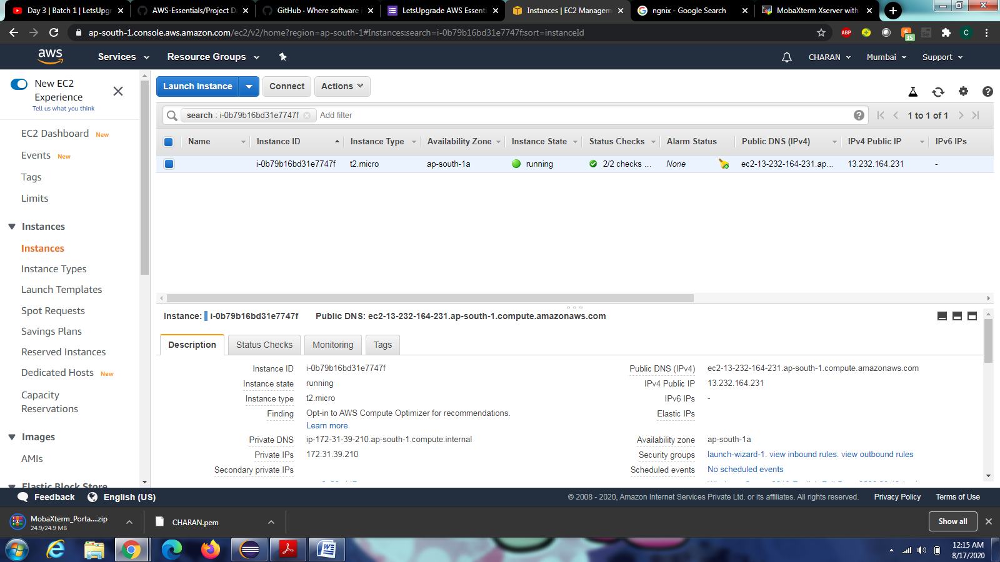 Day 3 | Batch 1 | LetsUpgr
AWS-Essentials/Project D
GitHub · Where software
LetsUpgrade AWS Essenti
Instances | EC2 Managem
ngnix - Google Search
MobaXterm Xserver with
ap-south-1.console.aws.amazon.com/ec2/v2/home?region=ap-south-1#Instances:search=i-0b79b16bd31e7747f;sort=instanceId
ABP
35
C
aws
Services
Resource Groups
CHARAN
Mumbai
Support
New EC2
Experience
Tell us what you think
EC2 Dashboard New
Events New
Tags
Limits
Instances
Instances
Instance Types
Launch Templates
Spot Requests
Savings Plans
Reserved Instances
Dedicated Hosts New
Capacity
Reservations
Images
AMIs
Elastic Block Store
Launch Instance
Connect
Actions
search : i-0b79b16bd31e7747f
Add filter
1 to 1 of 1
Name
Instance ID
Instance Type
Availability Zone
Instance State
Status Checks
Alarm Status
Public DNS (IPv4)
IPv4 Public IP
IPv6 IPs
i-0b79b16bd31e7747f
t2.micro
ap-south-1a
running
2/2 checks ...
None
ec2-13-232-164-231.ap...
13.232.164.231
-
Instance: i-0b79b16bd31e7747f Public DNS: ec2-13-232-164-231.ap-south-1.compute.amazonaws.com
Description
Status Checks
Monitoring
Tags
Instance ID i-0b79b16bd31e7747f
Instance state running
Instance type t2.micro
Finding Opt-in to AWS Compute Optimizer for recommendations.
Learn more
Private DNS ip-172-31-39-210.ap-south-1.compute.internal
Private IPs 172.31.39.210
Secondary private IPs
Public DNS (IPv4) ec2-13-232-164-231.ap-south-1.compute.amazonaws.com
IPv4 Public IP 13.232.164.231
IPv6 IPs -
Elastic IPs
Availability zone ap-south-1a
Security groups launch-wizard-1. view inbound rules. view outbound rules
Scheduled events No scheduled events
Feedback
English (US)
© 2008 - 2020, Amazon Internet Services Private Ltd. or its affiliates. All rights reserved.
Privacy Policy
Terms of Use
MobaXterm_Porta....zip
24.9/24.9 MB
CHARAN.pem
Show all
12:15 AM
8/17/2020